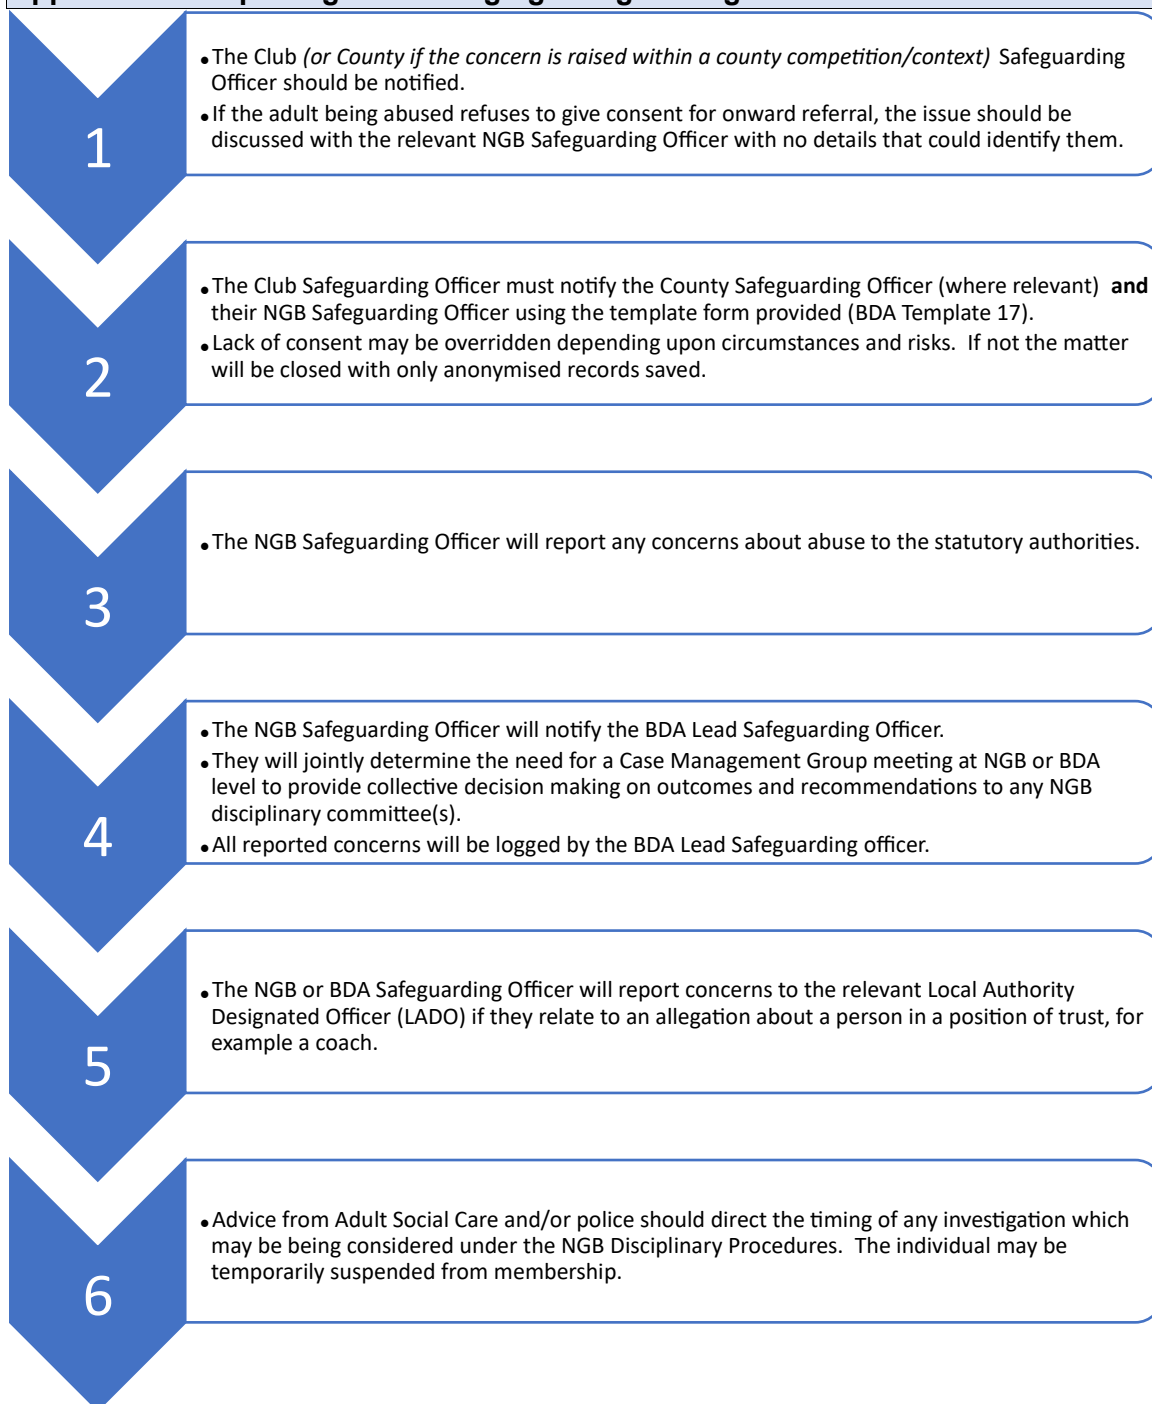 1
•The Club (or County if the concern is raised within a county competition/context) Safeguarding
Officer should be notified.
•If the adult being abused refuses to give consent for onward referral, the issue should be
discussed with the relevant NGB Safeguarding Officer with no details that could identify them.
2
•The Club Safeguarding Officer must notify the County Safeguarding Officer (where relevant) and
their NGB Safeguarding Officer using the template form provided (BDA Template 17).
•Lack of consent may be overridden depending upon circumstances and risks. If not the matter
will be closed with only anonymised records saved.
3
•The NGB Safeguarding Officer will report any concerns about abuse to the statutory authorities.
4
•The NGB Safeguarding Officer will notify the BDA Lead Safeguarding Officer.
•They will jointly determine the need for a Case Management Group meeting at NGB or BDA
level to provide collective decision making on outcomes and recommendations to any NGB
disciplinary committee(s).
•All reported concerns will be logged by the BDA Lead Safeguarding officer.
5
•The NGB or BDA Safeguarding Officer will report concerns to the relevant Local Authority
Designated Officer (LADO) if they relate to an allegation about a person in a position of trust, for
example a coach.
6
•Advice from Adult Social Care and/or police should direct the timing of any investigation which
may be being considered under the NGB Disciplinary Procedures. The individual may be
temporarily suspended from membership.